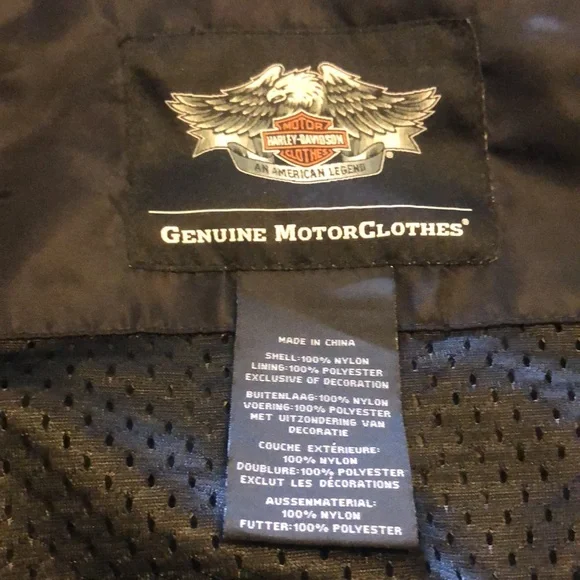 MOTOR
HARLEY-DAVIDSON
CLOTHES
AN AMERICAN LEGEND
®
GENUINE MOTORCLOTHES®
MADE IN CHINA
SHELL:100% NYLON
LINING:100% POLYESTER
EXCLUSIVE OF DECORATION
BUITENLAAG:100% NYLON
VOERING:100% POLYESTER
MET UITZONDERING VAN
DECORATIE
COUCHE EXTÉRIEURE:
100% NYLON
DOUBLURE:100% POLYESTER
EXCLUT LES DÉCORATIONS
AUSSENMATERIAL:
100% NYLON
FUTTER:100% POLYESTER